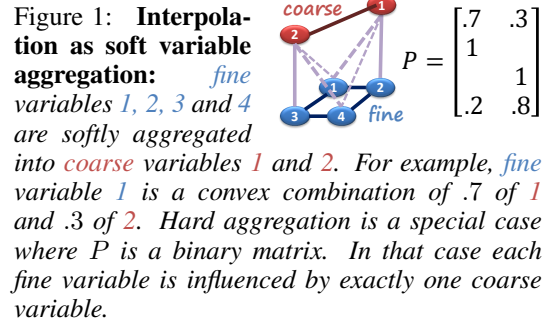 Figure 1: Interpola-
tion as soft variable
aggregation: fine
variables 1, 2, 3 and 4
are softly aggregated
into coarse variables 1 and 2. For example, fine
variable 1 is a convex combination of .7 of 1
and .3 of 2. Hard aggregation is a special case
where P is a binary matrix. In that case each
fine variable is influenced by exactly one coarse
variable.
coarse
1
2
1 2
3 4
fine
P =
.7 .3
1
1
.2 .8